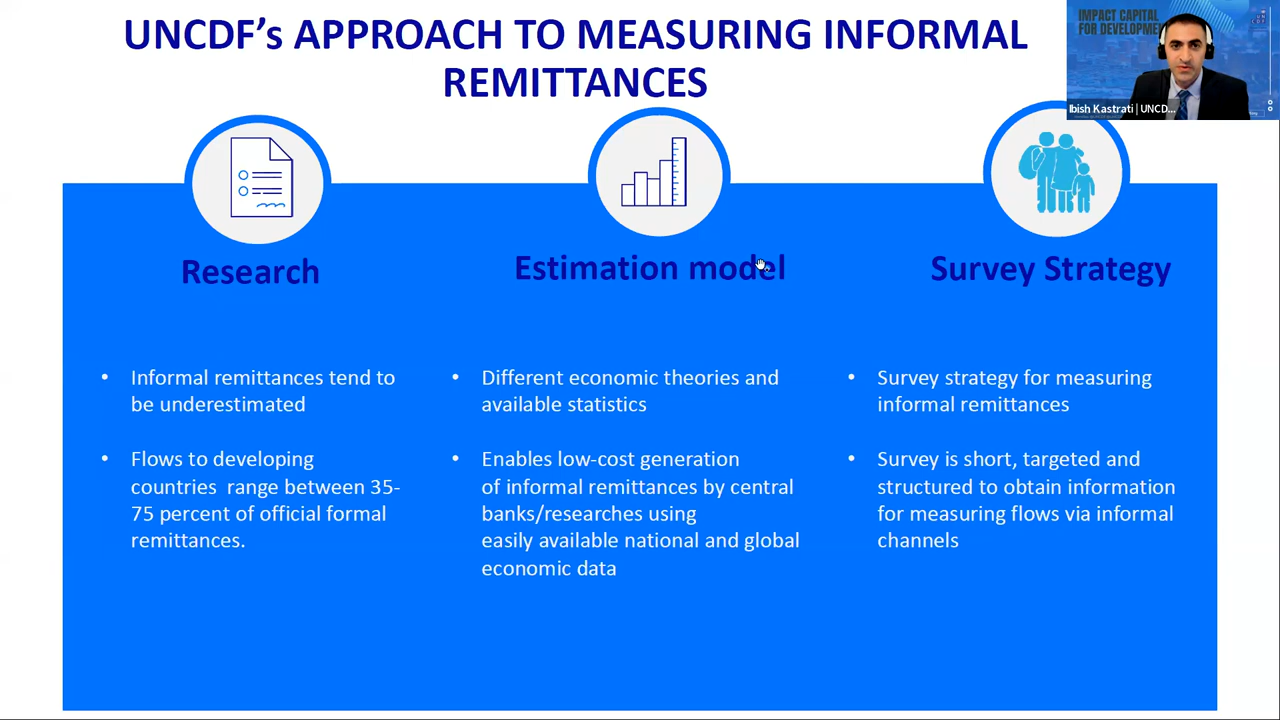 UNCDF's APPROACH TO MEASURING INFORMAL
REMITTANCES
IMPACT CAPITAL
FOR DEVELOPMENT
Ibish Kastrati | UNCD...
Research
Estimation model
Survey Strategy
• Informal remittances tend to
be underestimated
• Flows to developing
countries range between 35-
75 percent of official formal
remittances.
• Different economic theories and
available statistics
• Enables low-cost generation
of informal remittances by central
banks/researches using
easily available national and global
economic data
• Survey strategy for measuring
informal remittances
• Survey is short, targeted and
structured to obtain information
for measuring flows via informal
channels